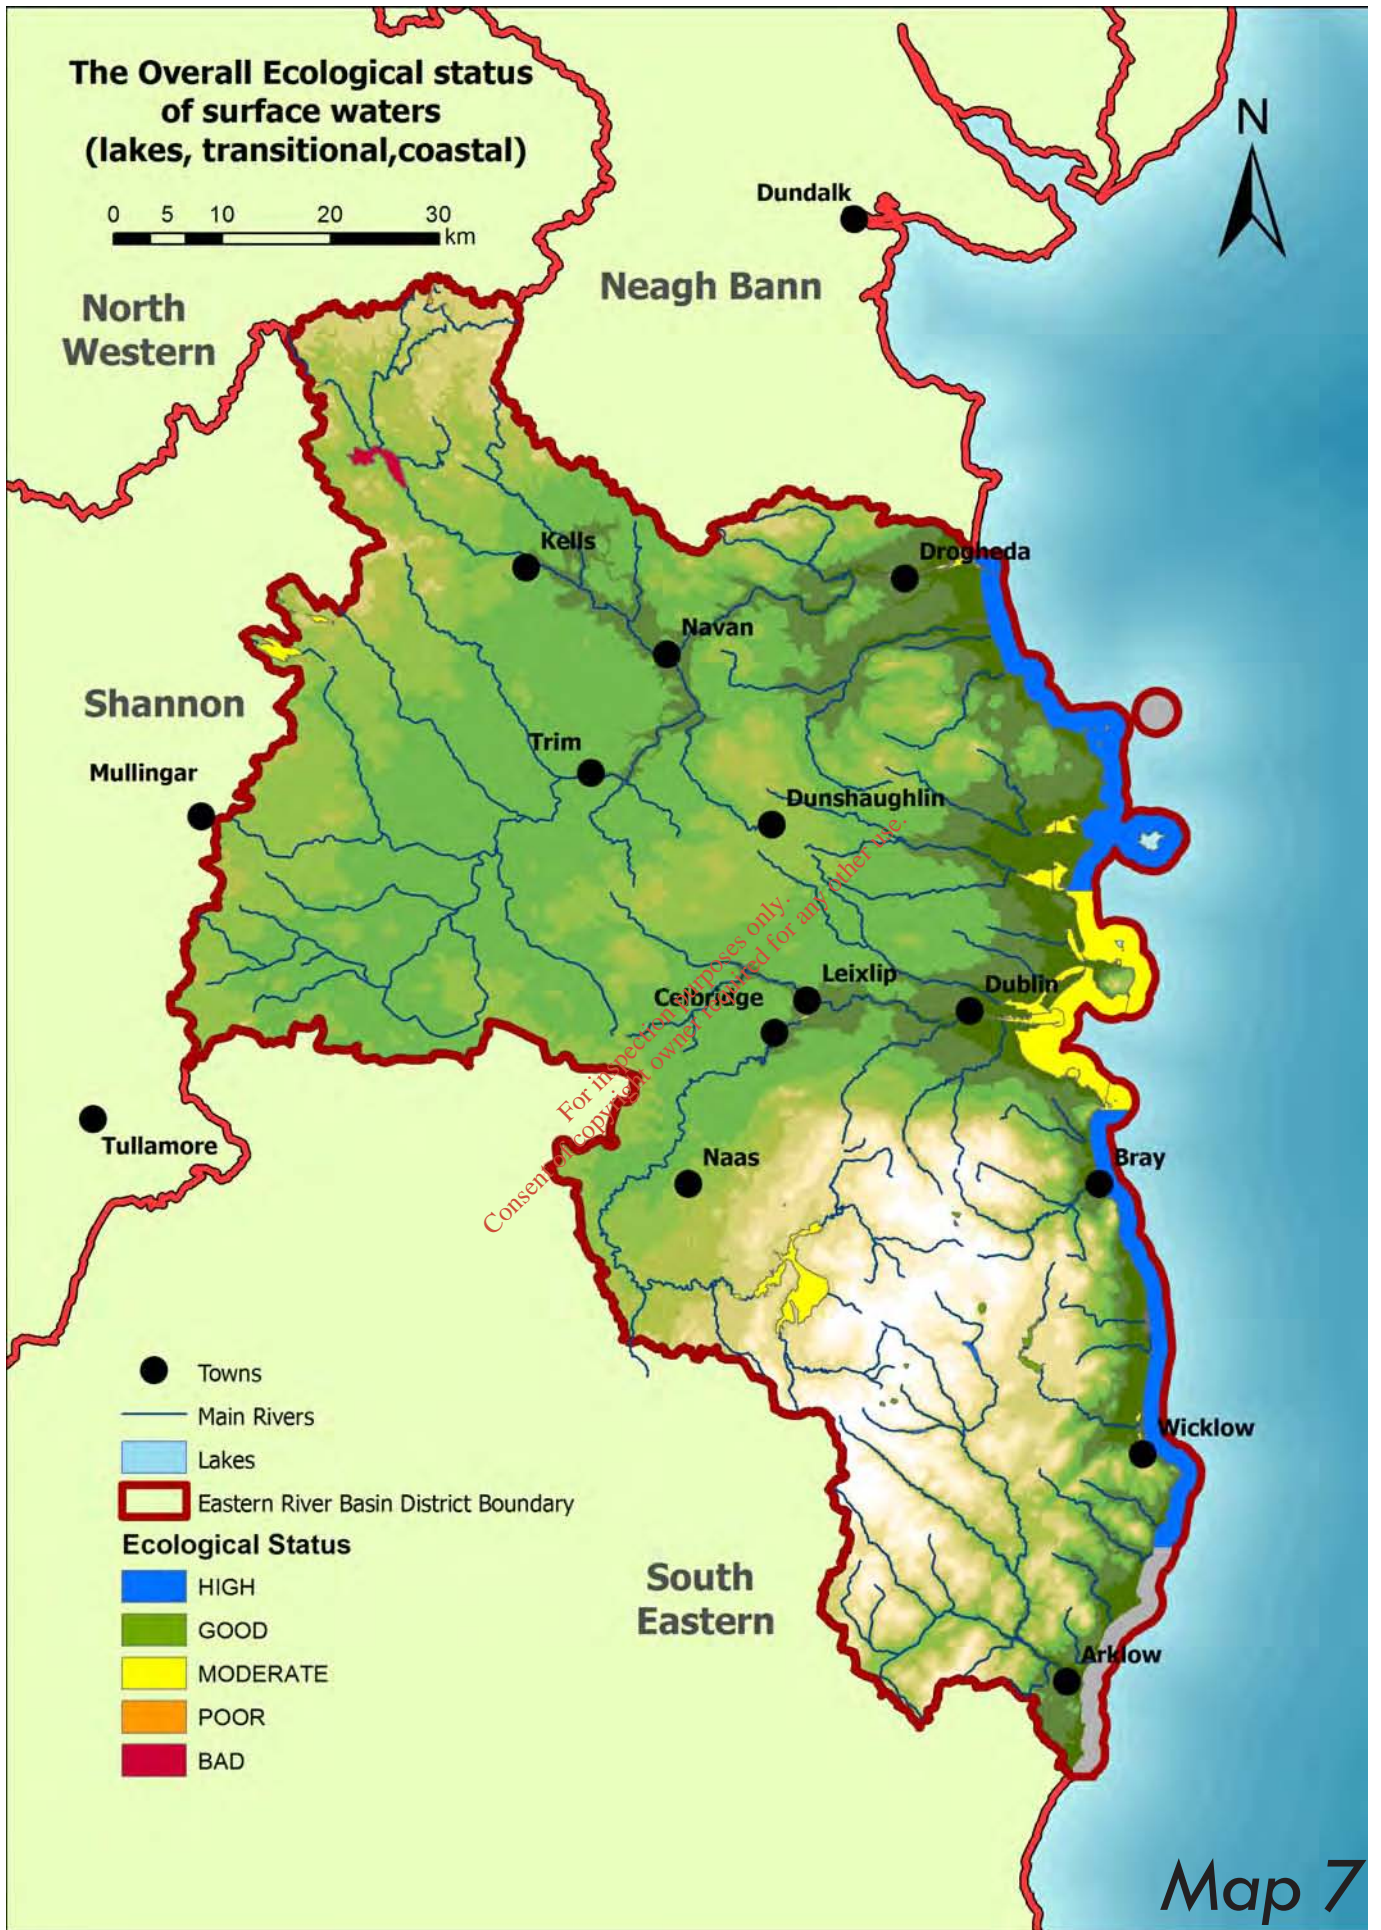 The Overall Ecological status
of surface waters
(lakes, transitional,coastal)
0 5 10 20 30
km
N
Dundalk
Neagh Bann
North
Western
Kells
Drogheda
Navan
Shannon
Trim
Mullingar
Dunshaughlin
For inspection purposes only.
Consent of copyright owner required for any other use.
Leixlip
Celbridge
Dublin
Tullamore
Naas
Bray
Wicklow
South
Eastern
Arklow
Towns
Main Rivers
Lakes
Eastern River Basin District Boundary
Ecological Status
HIGH
GOOD
MODERATE
POOR
BAD
Map 7